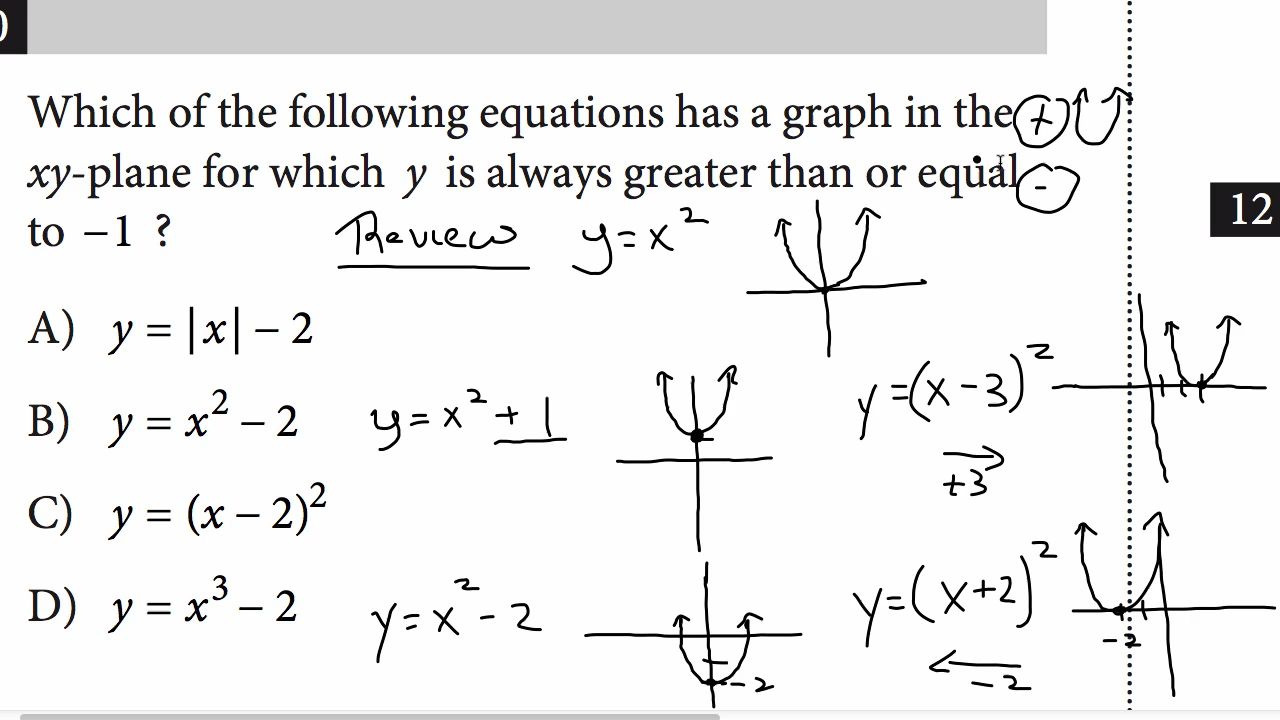 0
Which of the following equations has a graph in the
xy-plane for which y is always greater than or equal
to −1 ?
+
-
12
Review y=x²
A) y = |x| − 2
y=(x-3)²
B) y = x² − 2
y=x²+1
+3
C) y = (x − 2)²
D) y = x³ − 2
y=x²-2
y=(x+2)²
-2
-2
-2